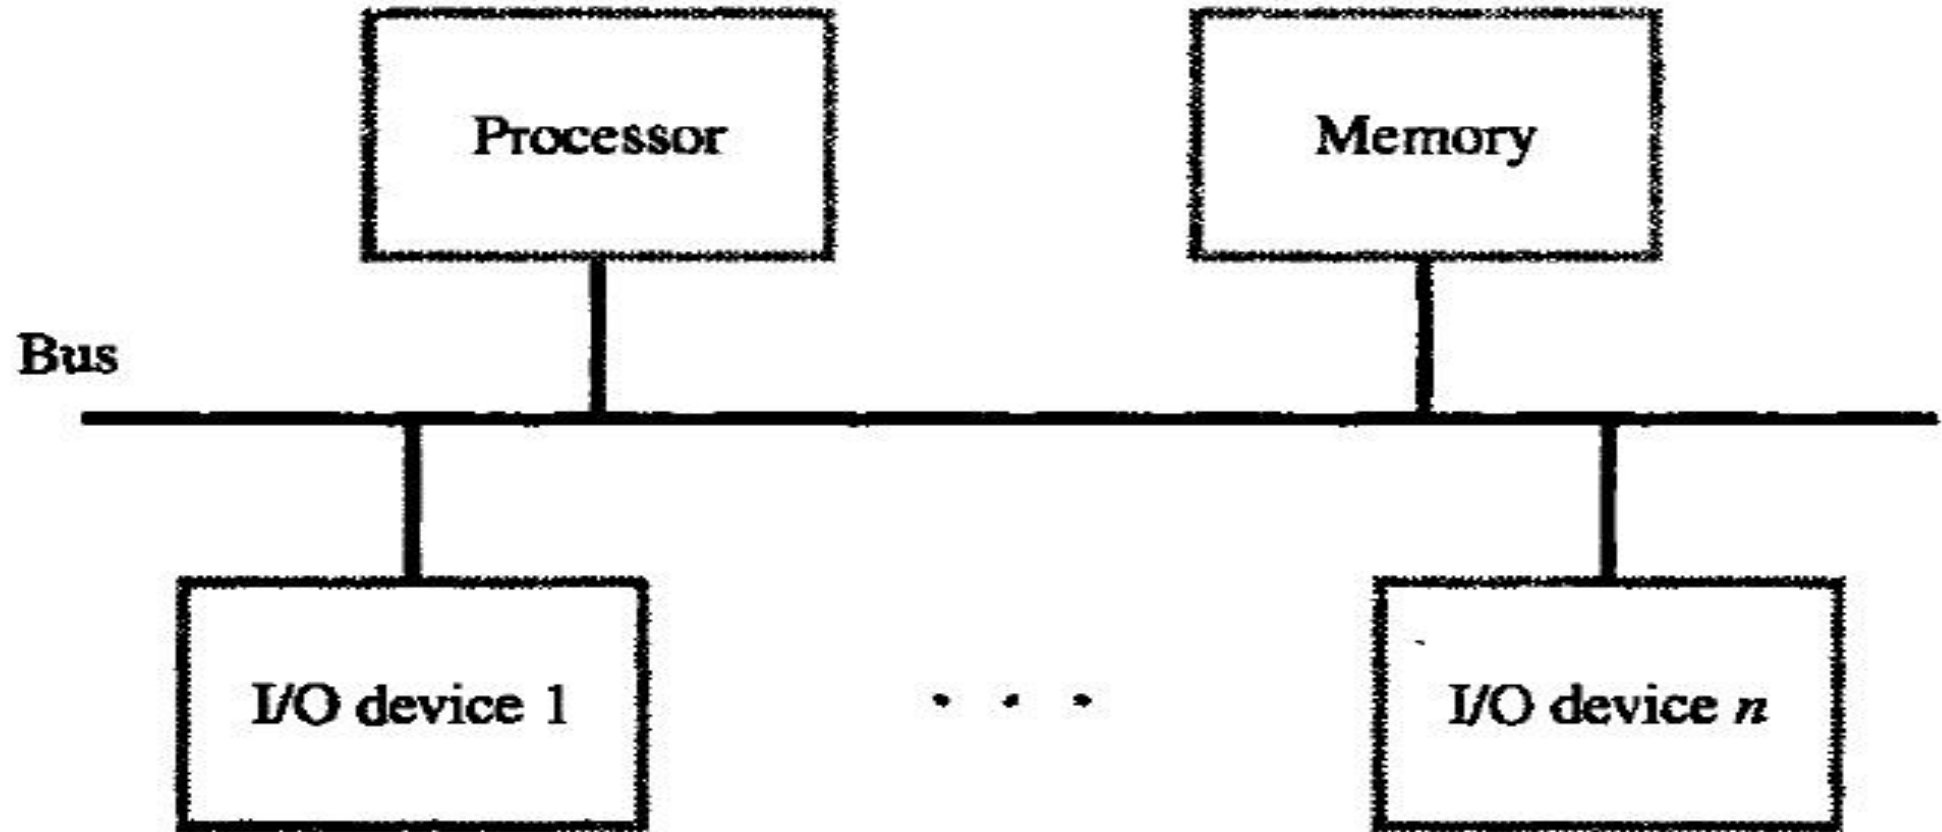 Processor
Memory
Bus
I/O device 1
. . .
I/O device n